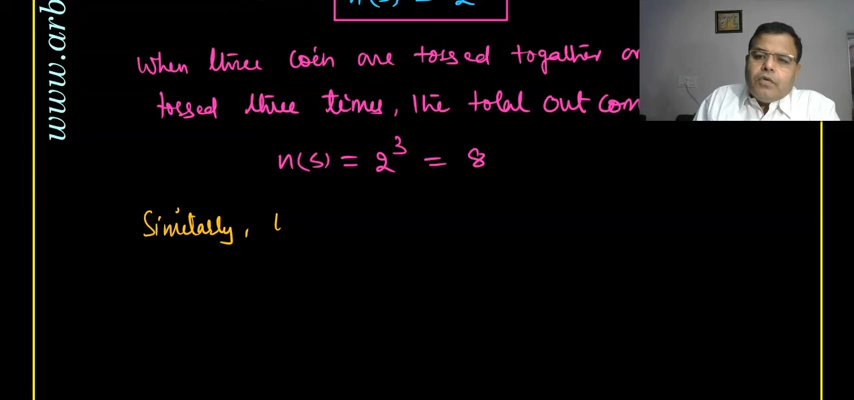 www.arb
n(S) = 2
When three coin are tossed togather or
tossed three times, the total out com
n(S) = 2³ = 8
Similarly,